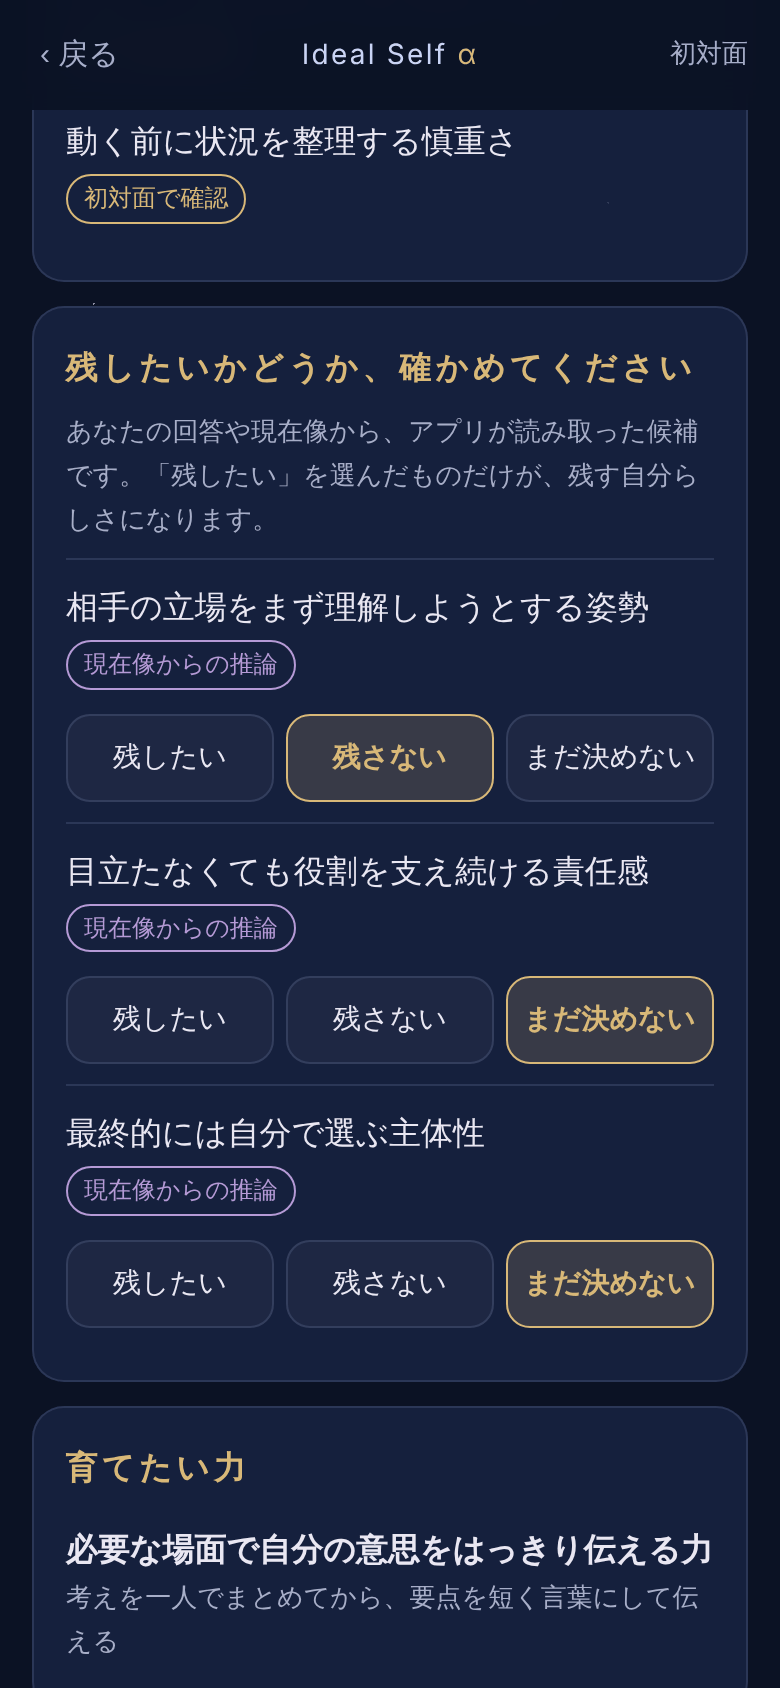 ‹ 戻る
Ideal Self α
初対面
動く前に状況を整理する慎重さ
初対面で確認
残したいかどうか、確かめてください
あなたの回答や現在像から、アプリが読み取った候補
です。「残したい」を選んだものだけが、残す自分ら
しさになります。
相手の立場をまず理解しようとする姿勢
現在像からの推論
残したい
残さない
まだ決めない
目立たなくても役割を支え続ける責任感
現在像からの推論
残したい
残さない
まだ決めない
最終的には自分で選ぶ主体性
現在像からの推論
残したい
残さない
まだ決めない
育てたい力
必要な場面で自分の意思をはっきり伝える力
考えを一人でまとめてから、要点を短く言葉にして伝
える